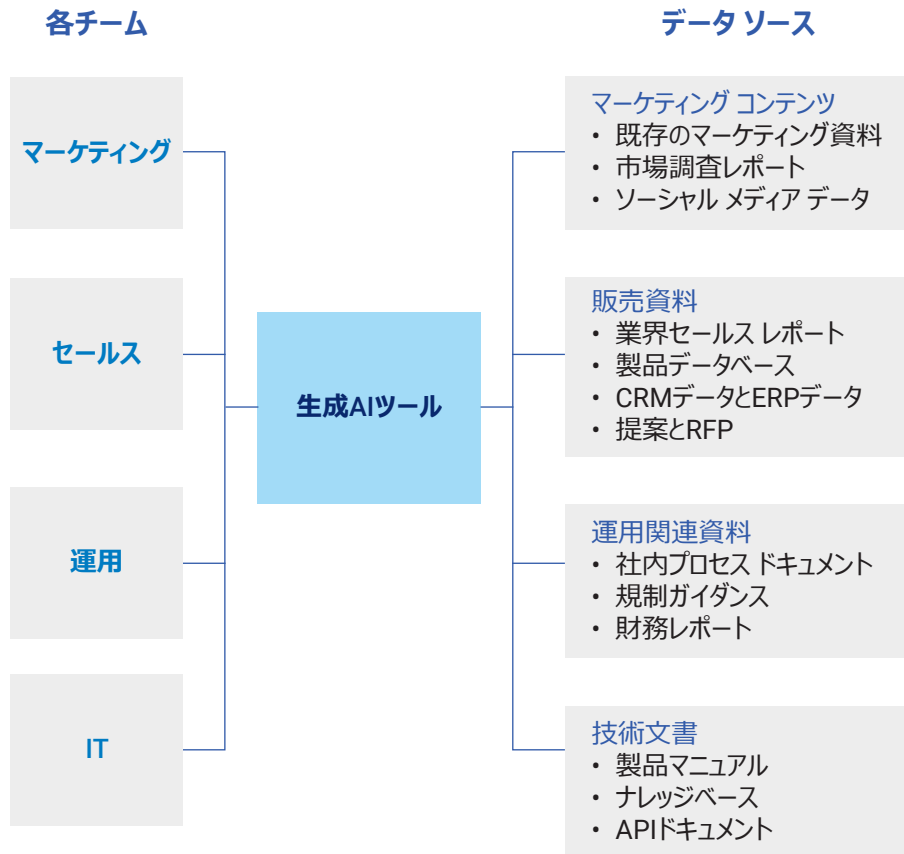 各チーム
マーケティング
セールス
運用
IT
生成AIツール
データ ソース
マーケティング コンテンツ
・ 既存のマーケティング資料
・ 市場調査レポート
・ ソーシャル メディア データ
販売資料
・ 業界セールス レポート
・ 製品データベース
・ CRMデータとERPデータ
・ 提案とRFP
運用関連資料
・ 社内プロセス ドキュメント
・ 規制ガイダンス
・ 財務レポート
技術文書
・ 製品マニュアル
・ ナレッジベース
・ APIドキュメント